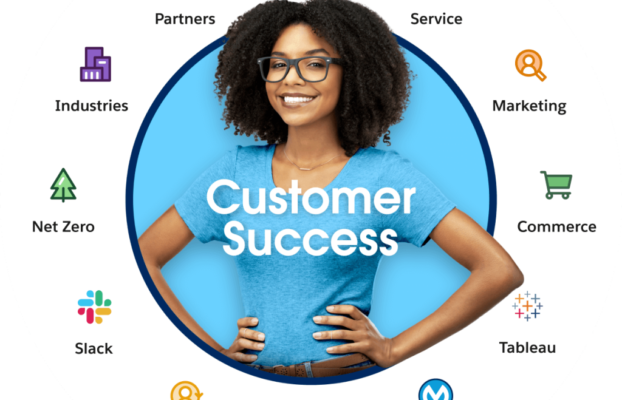 Partners
Service
Industries
Marketing
Customer
Success
Net Zero
Commerce
Slack
Tableau